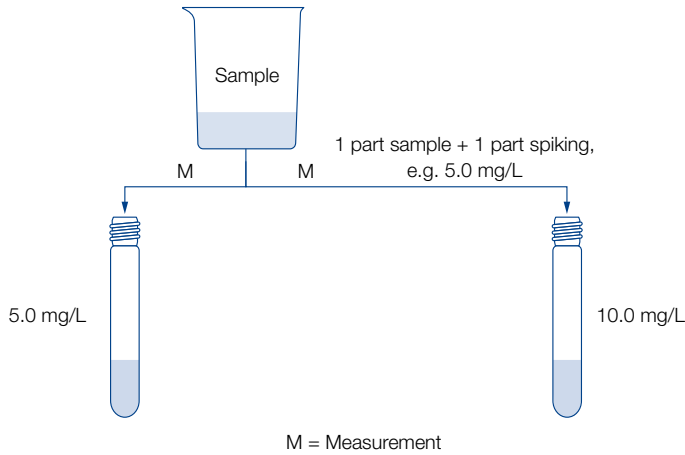 Sample
1 part sample + 1 part spiking,
e.g. 5.0 mg/L
M
M
5.0 mg/L
10.0 mg/L
M = Measurement